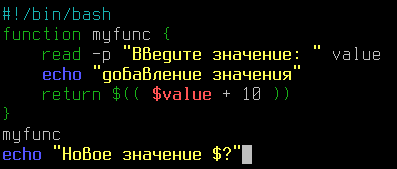 #!/bin/bash
function myfunc {
    read -p "Введите значение: " value
    echo "добавление значения"
    return $(( $value + 10 ))
}
myfunc
echo "Новое значение $?"